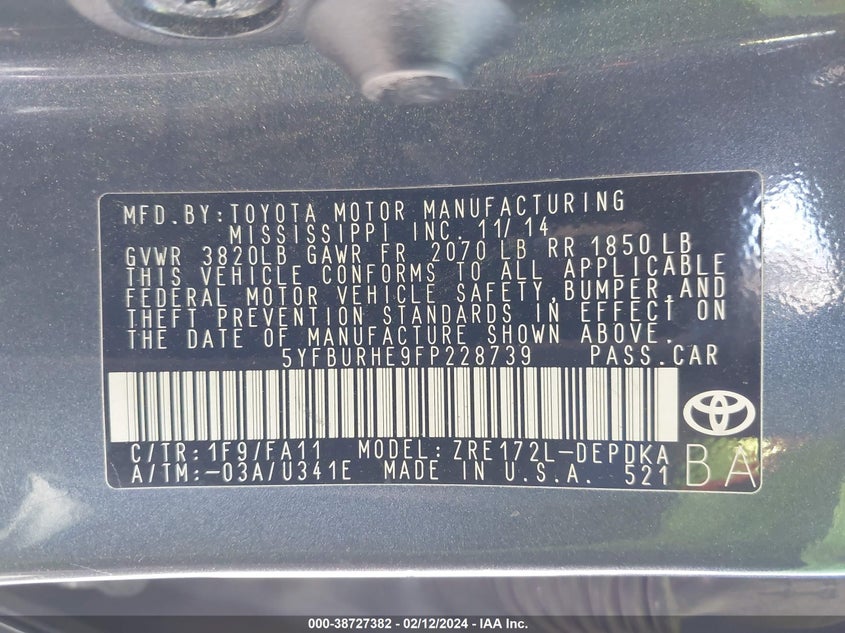 MFD. BY: TOYOTA MOTOR MANUFACTURING
MISSISSIPPI INC. 11/14
GVWR 3820LB GAWR FR 2070 LB RR 1850 LB
THIS VEHICLE CONFORMS TO ALL APPLICABLE
FEDERAL MOTOR VEHICLE SAFETY, BUMPER, AND
THEFT PREVENTION STANDARDS IN EFFECT ON
THE DATE OF MANUFACTURE SHOWN ABOVE.
5YFBURHE9FP228739 PASS. CAR
C/TR: 1F9/FA11 MODEL: ZRE172L-DEPDKA
A/TM: -03A/U341E MADE IN U.S.A. 521 BA
000-38727382 - 02/12/2024 - IAA Inc.